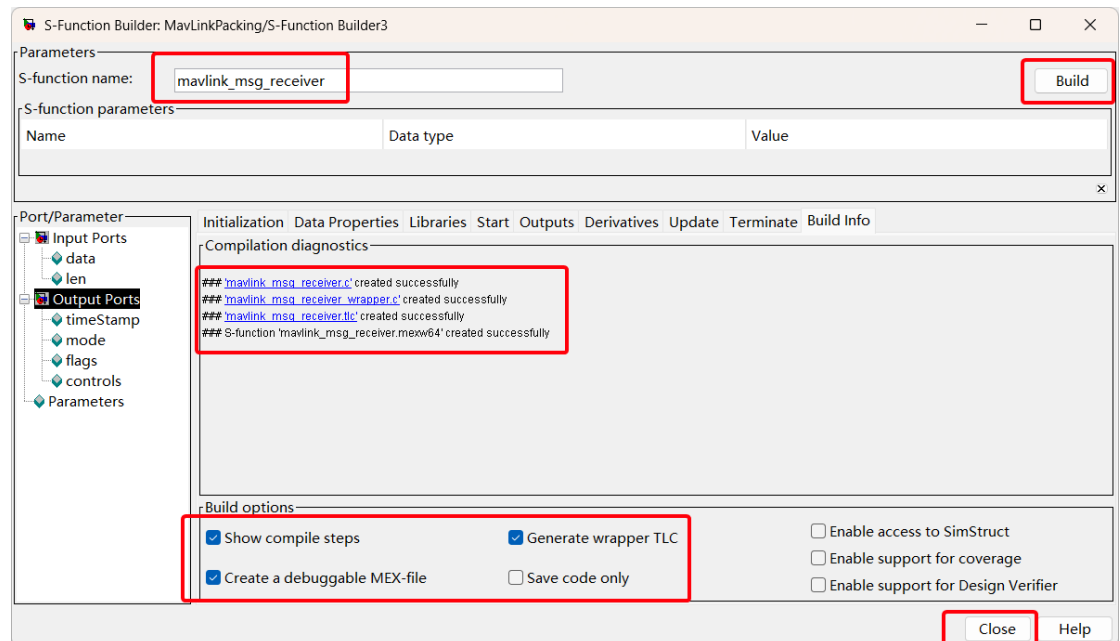 S-Function Builder: MavLinkPacking/S-Function Builder3
Parameters
S-function name: mavlink_msg_receiver Build
S-function parameters
Name Data type Value
Port/Parameter
Input Ports
data
len
Output Ports
timeStamp
mode
flags
controls
Parameters
Initialization Data Properties Libraries Start Outputs Derivatives Update Terminate Build Info
Compilation diagnostics
### 'mavlink_msg_receiver.c' created successfully
### 'mavlink_msg_receiver_wrapper.c' created successfully
### 'mavlink_msg_receiver.tlc' created successfully
### S-function 'mavlink_msg_receiver.mexw64' created successfully
Build options
Show compile steps Generate wrapper TLC Enable access to SimStruct
Enable support for coverage
Create a debuggable MEX-file Save code only Enable support for Design Verifier
Close Help